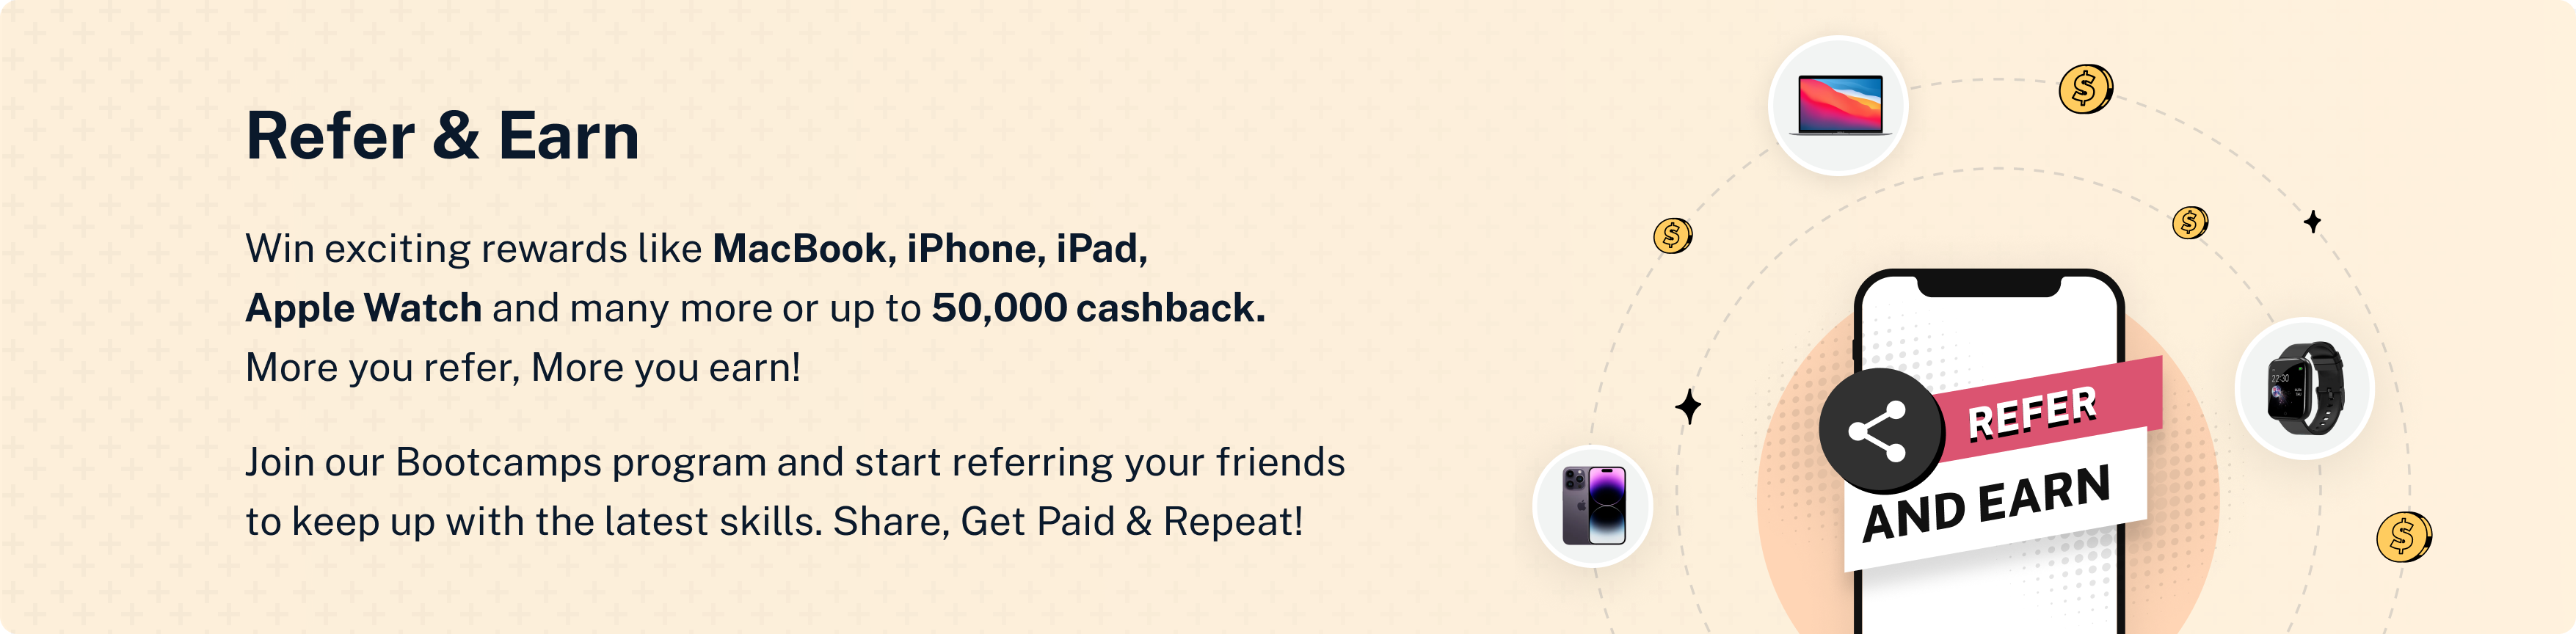 Refer & Earn
Win exciting rewards like MacBook, iPhone, iPad,
Apple Watch and many more or up to 50,000 cashback.
More you refer, More you earn!
Join our Bootcamps program and start referring your friends
to keep up with the latest skills. Share, Get Paid & Repeat!
REFER
AND EARN
22:30